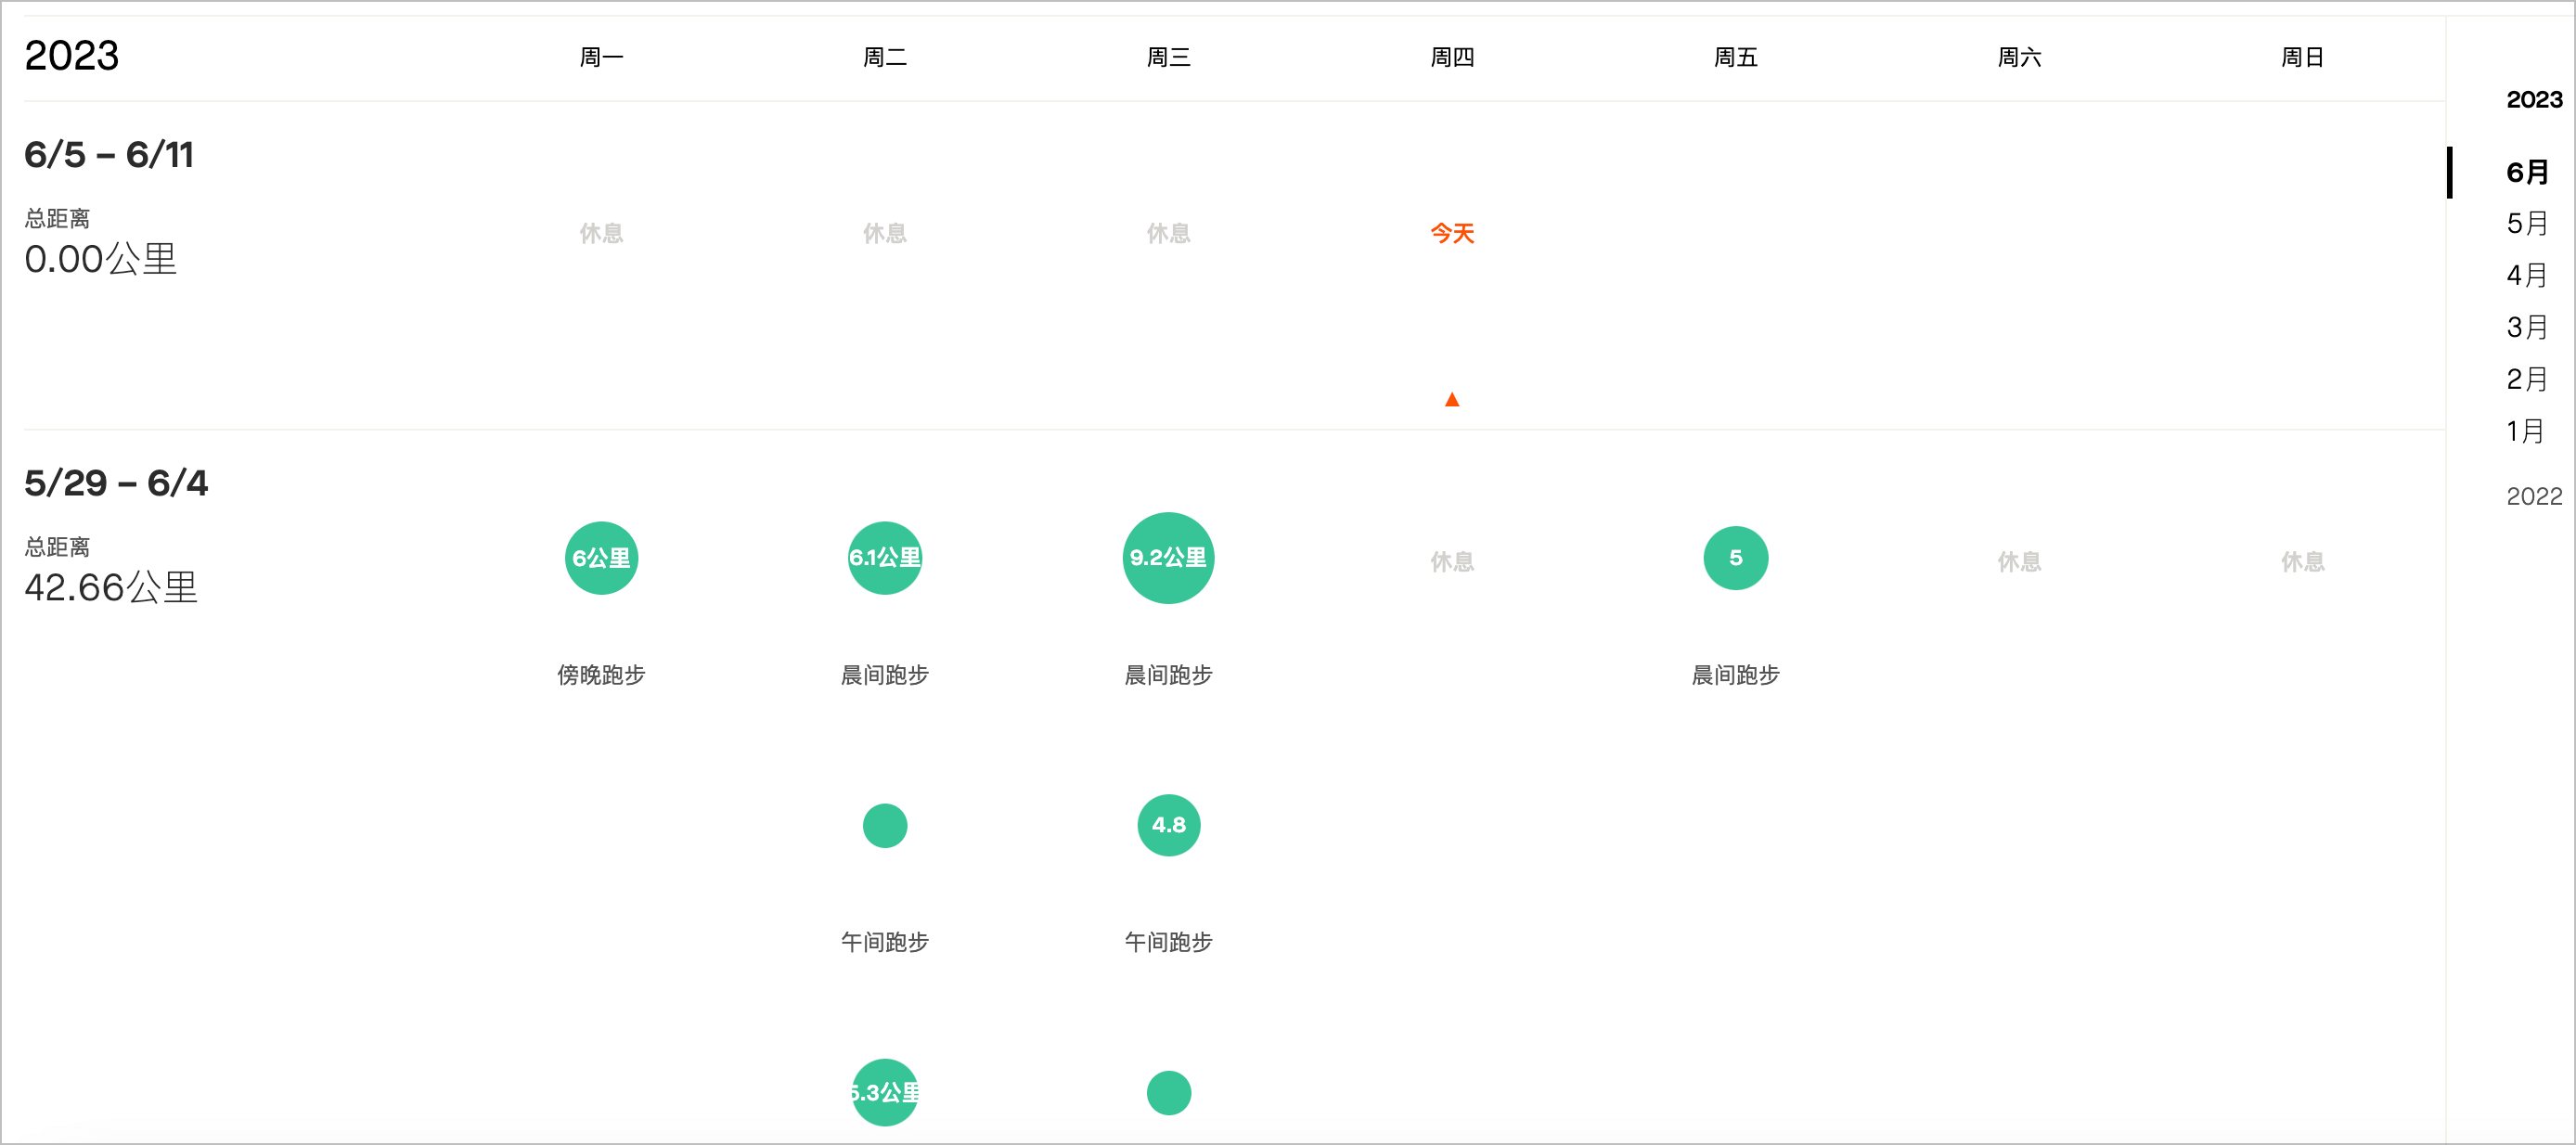 2023 周一 周二 周三 周四 周五 周六 周日
6/5 – 6/11
总距离
0.00公里
休息 休息 休息 今天
5/29 – 6/4
总距离
42.66公里
6公里 6.1公里 9.2公里 休息 5 休息 休息
傍晚跑步 晨间跑步 晨间跑步 晨间跑步
4.8
午间跑步 午间跑步
5.3公里
2023
6月
5月
4月
3月
2月
1月
2022